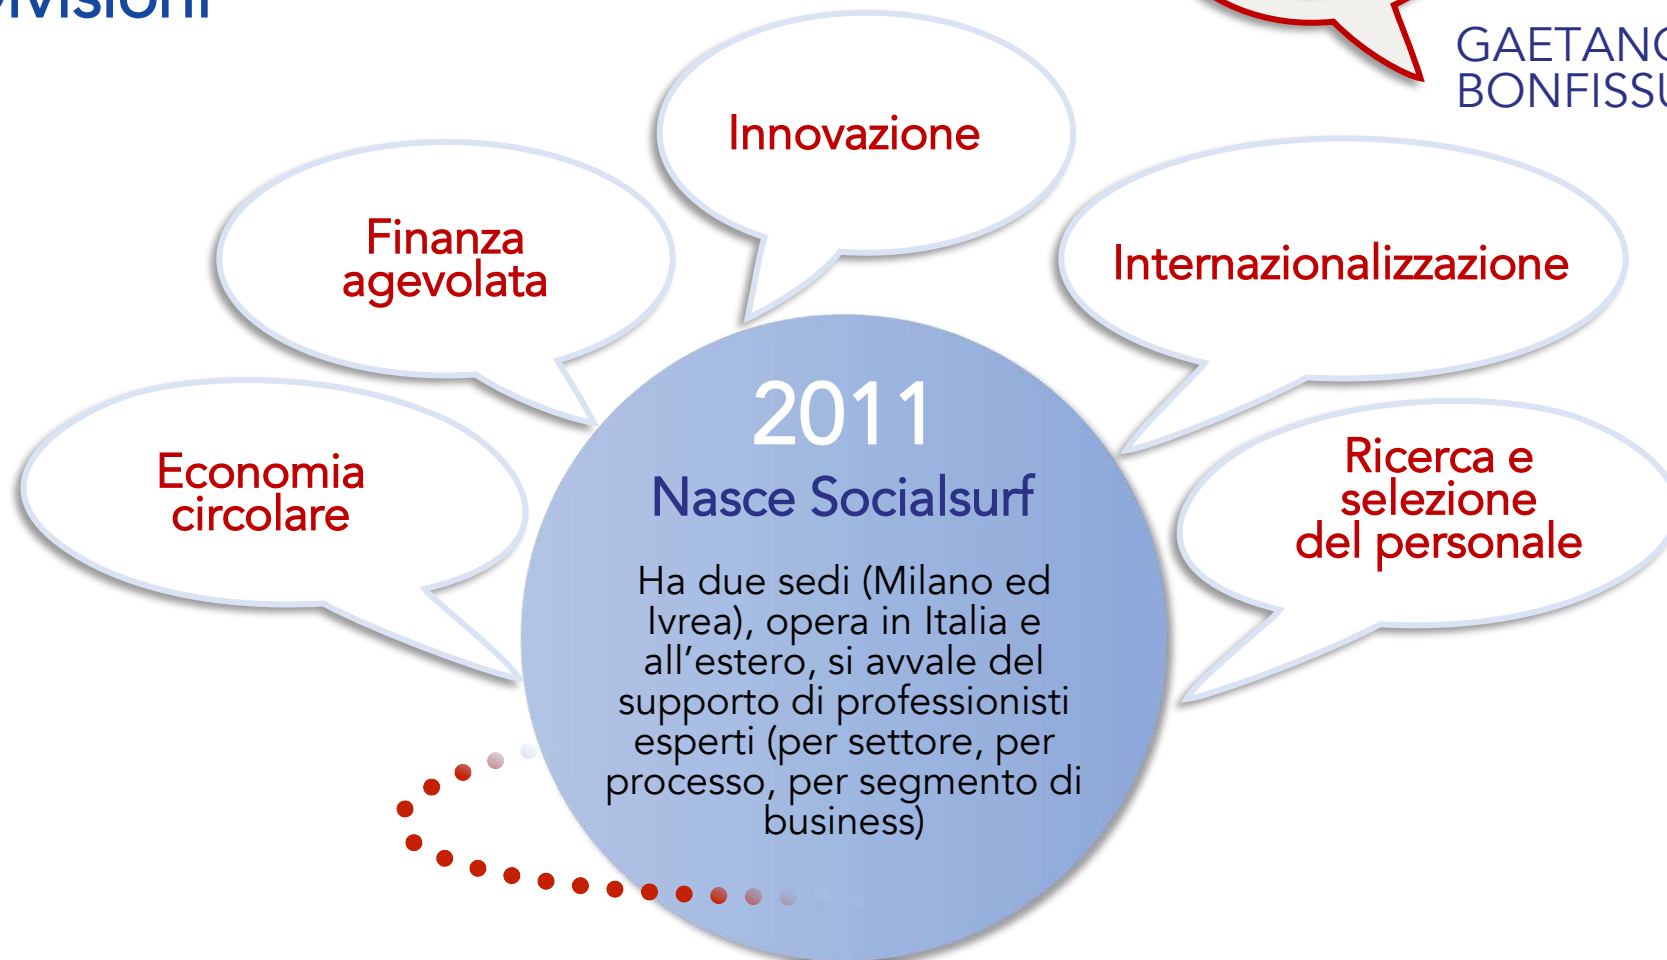 GAETANO
Innovazione
Finanza
agevolata
Internazionalizzazione
Economia
circolare
2011
Nasce Socialsurf
Ha due sedi (Milano ed
Ivrea), opera in Italia e
all’estero, si avvale del
supporto di professionisti
esperti (per settore, per
processo, per segmento di
business)
Ricerca e
selezione
del personale